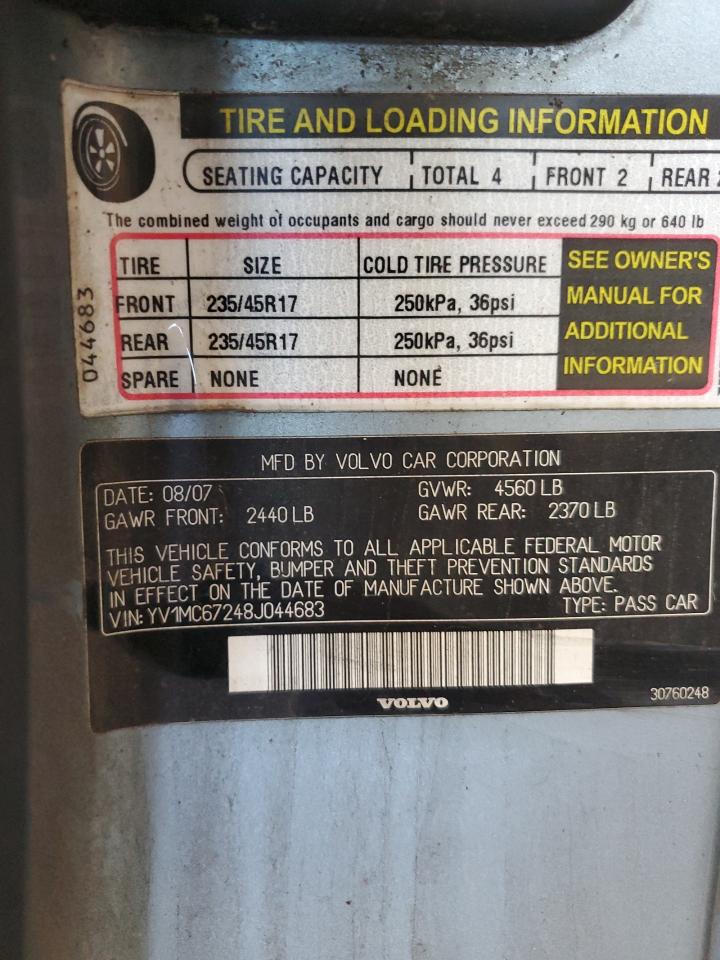 TIRE AND LOADING INFORMATION
SEATING CAPACITY TOTAL 4 FRONT 2 REAR
The combined weight of occupants and cargo should never exceed 290 kg or 640 lb
TIRE SIZE COLD TIRE PRESSURE
FRONT 235/45R17 250kPa, 36psi
REAR 235/45R17 250kPa, 36psi
SPARE NONE NONE
SEE OWNER'S
MANUAL FOR
ADDITIONAL
INFORMATION
044683
MFD BY VOLVO CAR CORPORATION
DATE: 08/07 GVWR: 4560 LB
GAWR FRONT: 2440 LB GAWR REAR: 2370 LB
THIS VEHICLE CONFORMS TO ALL APPLICABLE FEDERAL MOTOR
VEHICLE SAFETY, BUMPER AND THEFT PREVENTION STANDARDS
IN EFFECT ON THE DATE OF MANUFACTURE SHOWN ABOVE.
VIN: YV1MC67248J044683 TYPE: PASS CAR
VOLVO 30760248